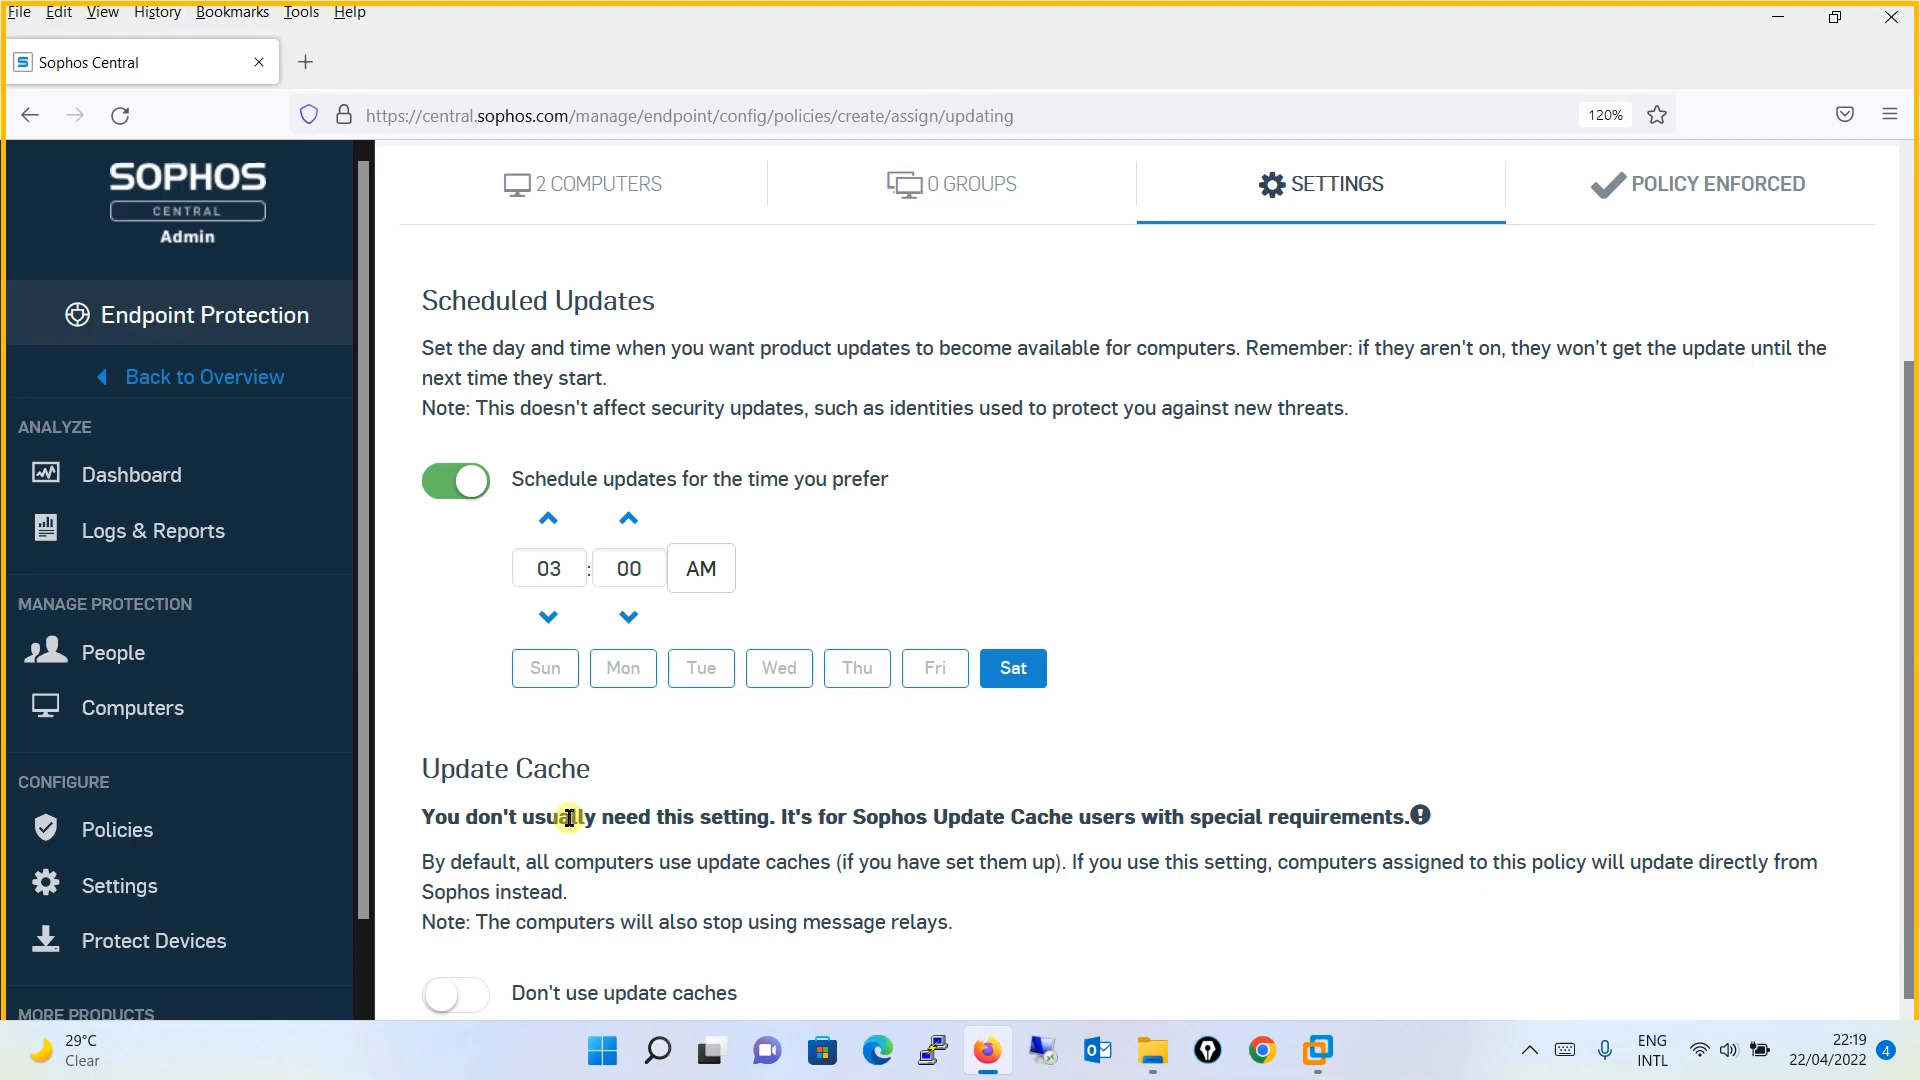 File Edit View History Bookmarks Tools Help
Sophos Central
https://central.sophos.com/manage/endpoint/config/policies/create/assign/updating
120%
SOPHOS
CENTRAL
Admin
Endpoint Protection
Back to Overview
ANALYZE
Dashboard
Logs & Reports
MANAGE PROTECTION
People
Computers
CONFIGURE
Policies
Settings
Protect Devices
MORE PRODUCTS
2 COMPUTERS
0 GROUPS
SETTINGS
POLICY ENFORCED
Scheduled Updates
Set the day and time when you want product updates to become available for computers. Remember: if they aren't on, they won't get the update until the
next time they start.
Note: This doesn't affect security updates, such as identities used to protect you against new threats.
Schedule updates for the time you prefer
03 : 00 AM
Sun Mon Tue Wed Thu Fri Sat
Update Cache
You don't usually need this setting. It's for Sophos Update Cache users with special requirements.
By default, all computers use update caches (if you have set them up). If you use this setting, computers assigned to this policy will update directly from
Sophos instead.
Note: The computers will also stop using message relays.
Don't use update caches
29°C
Clear
ENG
INTL
22:19
22/04/2022
4